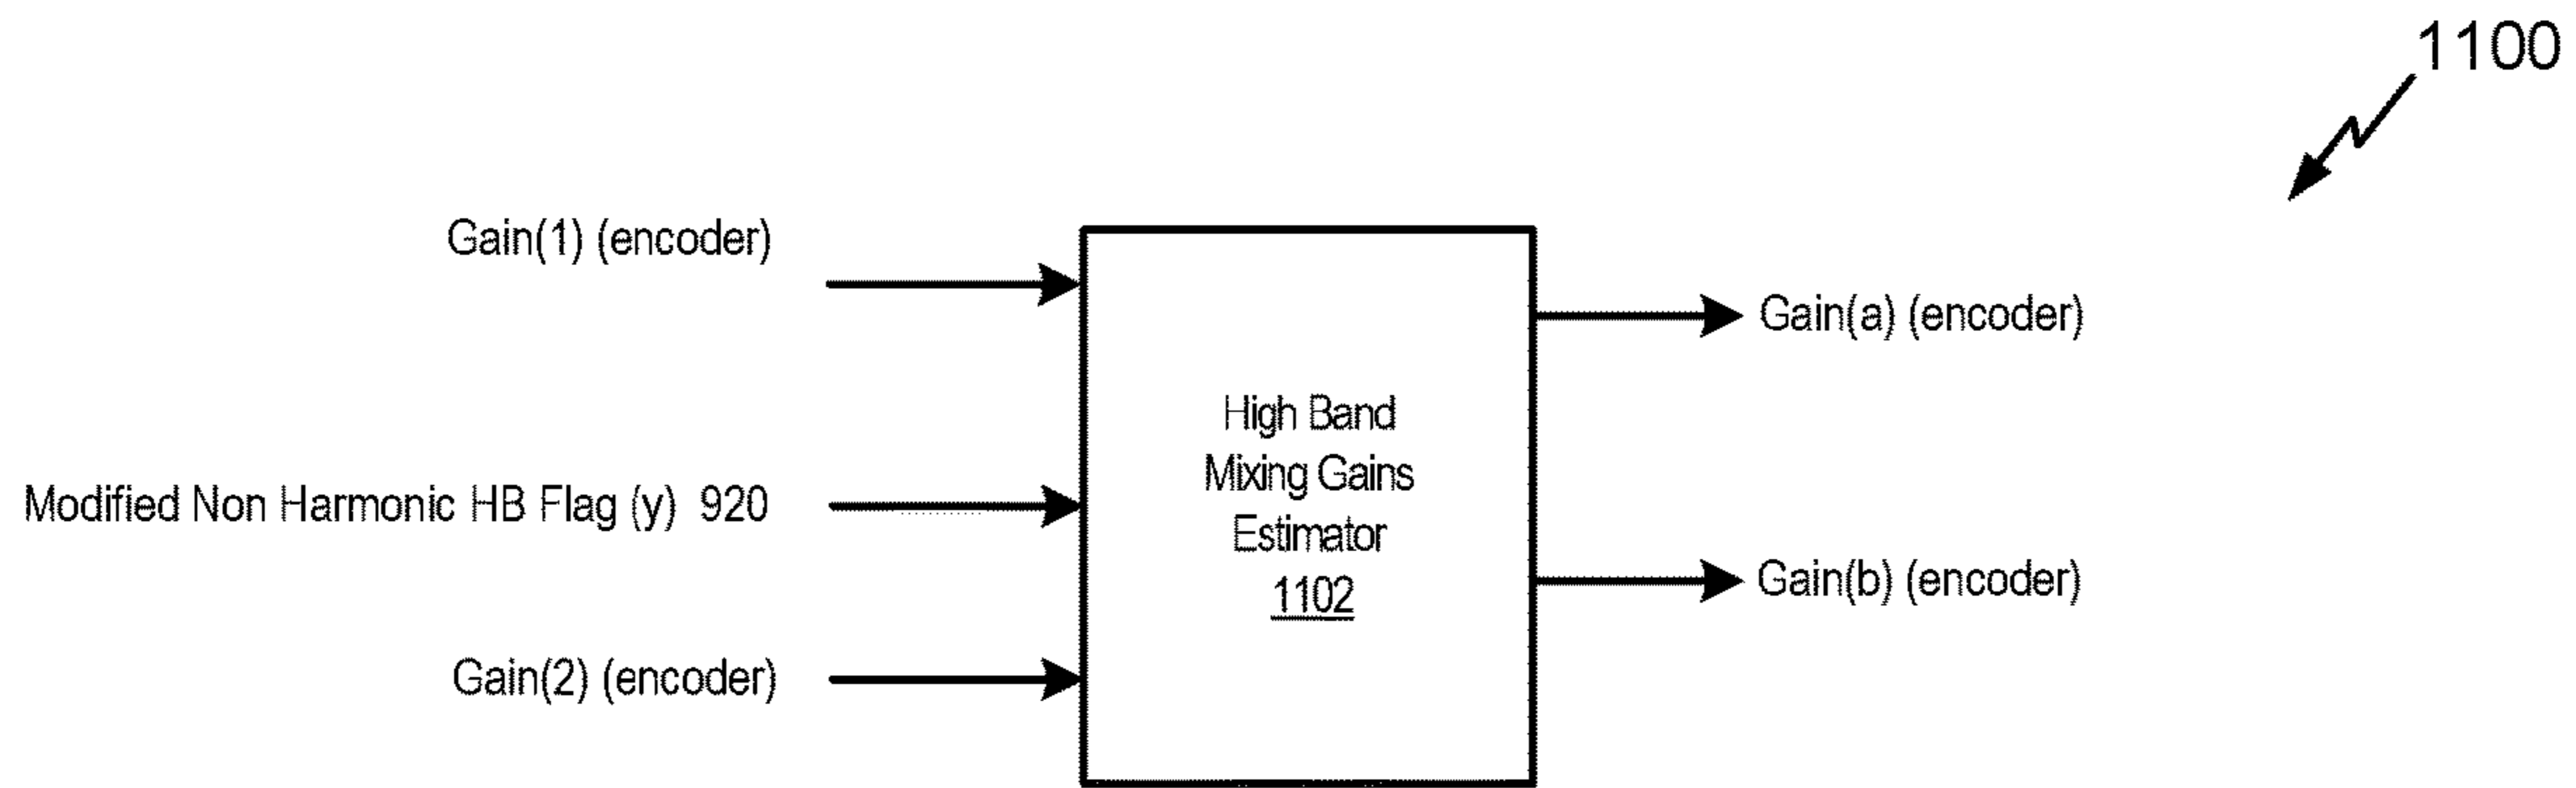 1100
Gain(1) (encoder)
Gain(a) (encoder)
High Band
Mixing Gains
Modified Non Harmonic HB Flag (y) 920
Estimator
1102
Gain(b) (encoder)
Gain(2) (encoder)